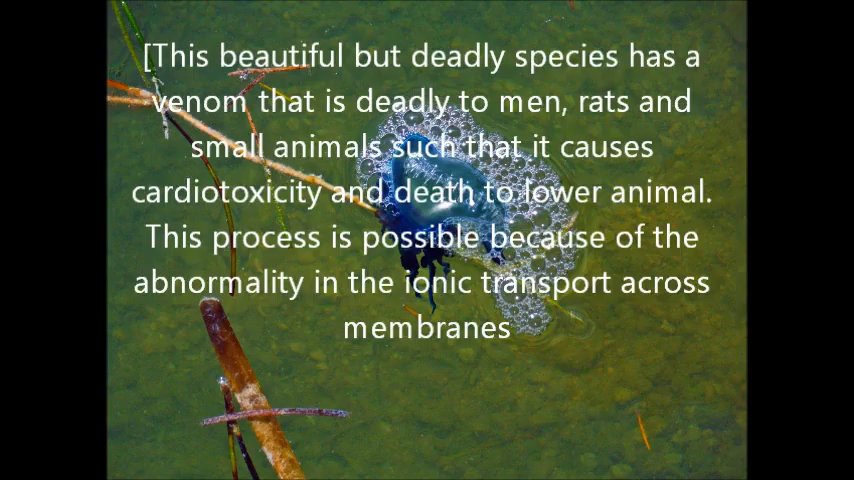 [This beautiful but deadly species has a
venom that is deadly to men, rats and
small animals such that it causes
cardiotoxicity and death to lower animal.
This process is possible because of the
abnormality in the ionic transport across
membranes